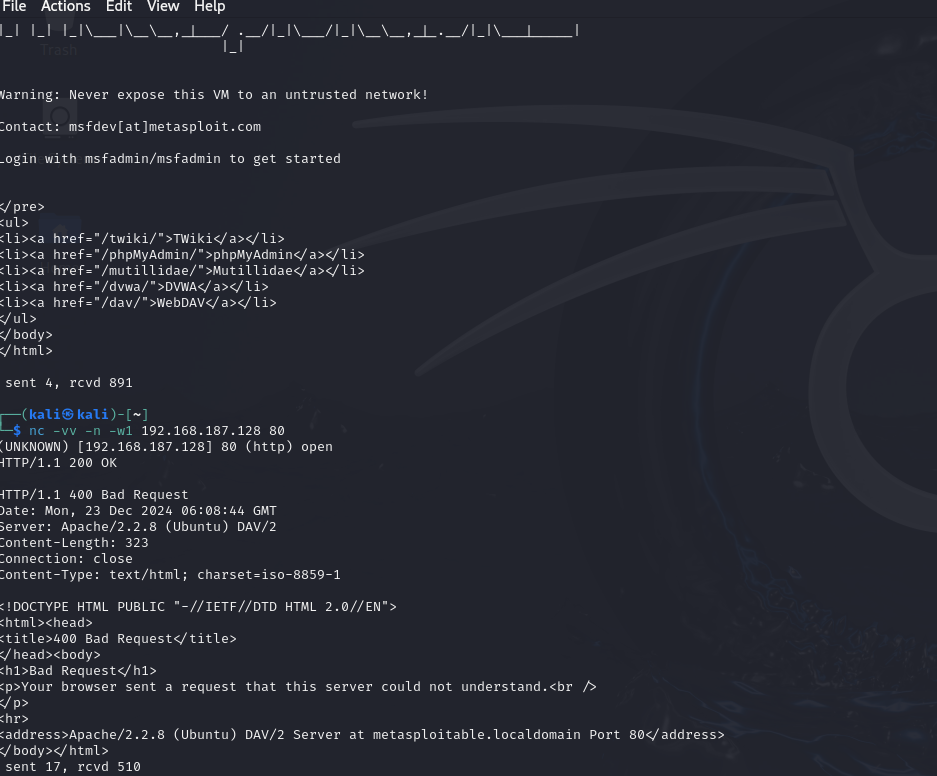 File Actions Edit View Help
|_| |_| |_|\___|\__\__,_|____/ .__/|_|\___/|_|\__\__,_|_.__/|_|\___|_____|
|_|
Trash
Warning: Never expose this VM to an untrusted network!
Contact: msfdev[at]metasploit.com
Login with msfadmin/msfadmin to get started
</pre>
<ul>
<li><a href="/twiki/">TWiki</a></li>
<li><a href="/phpMyAdmin/">phpMyAdmin</a></li>
<li><a href="/mutillidae/">Mutillidae</a></li>
<li><a href="/dvwa/">DVWA</a></li>
<li><a href="/dav/">WebDAV</a></li>
</ul>
</body>
</html>
sent 4, rcvd 891
┌──(kali㉿kali)-[~]
└─$ nc -vv -n -w1 192.168.187.128 80
(UNKNOWN) [192.168.187.128] 80 (http) open
HTTP/1.1 200 OK
HTTP/1.1 400 Bad Request
Date: Mon, 23 Dec 2024 06:08:44 GMT
Server: Apache/2.2.8 (Ubuntu) DAV/2
Content-Length: 323
Connection: close
Content-Type: text/html; charset=iso-8859-1
<!DOCTYPE HTML PUBLIC "-//IETF//DTD HTML 2.0//EN">
<html><head>
<title>400 Bad Request</title>
</head><body>
<h1>Bad Request</h1>
<p>Your browser sent a request that this server could not understand.<br />
</p>
<hr>
<address>Apache/2.2.8 (Ubuntu) DAV/2 Server at metasploitable.localdomain Port 80</address>
</body></html>
sent 17, rcvd 510